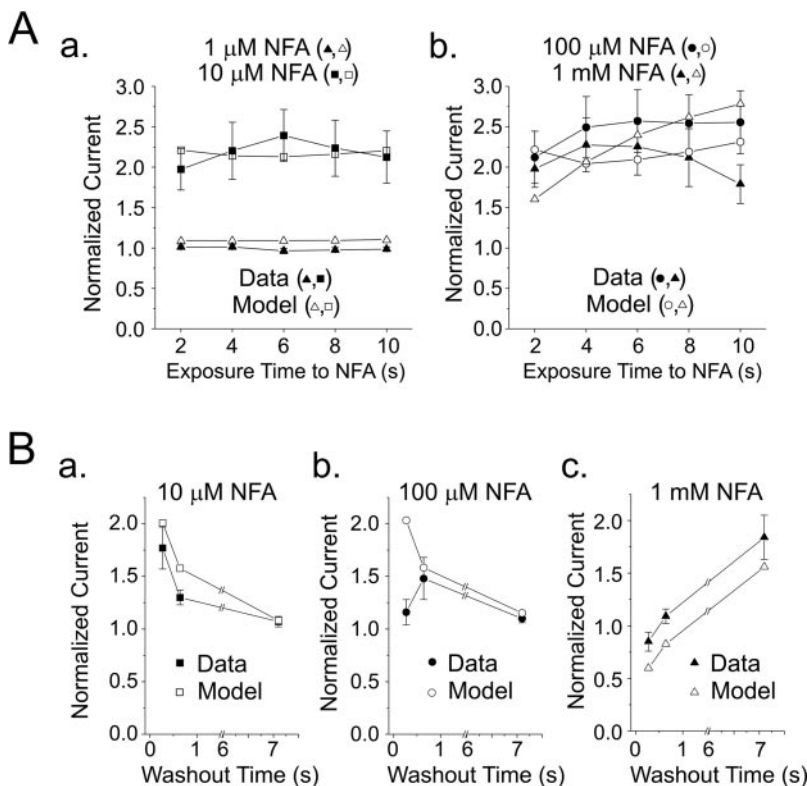 A
a.
1 μM NFA (▲,△)
10 μM NFA (■,□)
Normalized Current
3.0
2.5
2.0
1.5
1.0
0.5
0.0
Data (▲,■)
Model (△,□)
2 4 6 8 10
Exposure Time to NFA (s)
b.
100 μM NFA (●,○)
1 mM NFA (▲,△)
Normalized Current
3.0
2.5
2.0
1.5
1.0
0.5
0.0
Data (●,▲)
Model (○,△)
2 4 6 8 10
Exposure Time to NFA (s)
B
a.
10 μM NFA
Normalized Current
2.0
1.5
1.0
0.5
0.0
Data
Model
0 1 6 7
Washout Time (s)
b.
100 μM NFA
Normalized Current
2.0
1.5
1.0
0.5
0.0
Data
Model
0 1 6 7
Washout Time (s)
c.
1 mM NFA
Normalized Current
2.0
1.5
1.0
0.5
0.0
Data
Model
0 1 6 7
Washout Time (s)